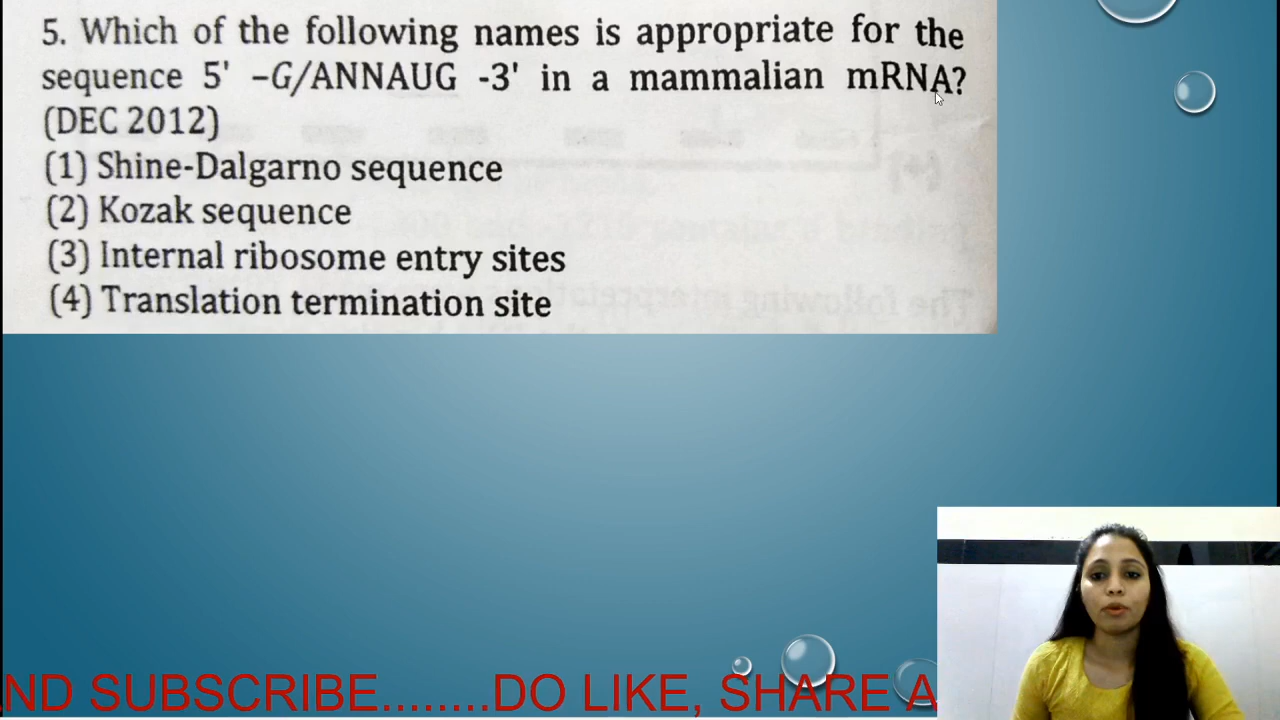 5. Which of the following names is appropriate for the
sequence 5' –G/ANNAUG -3' in a mammalian mRNA?
(DEC 2012)
(1) Shine-Dalgarno sequence
(2) Kozak sequence
(3) Internal ribosome entry sites
(4) Translation termination site
ND SUBSCRIBE........DO LIKE, SHARE A